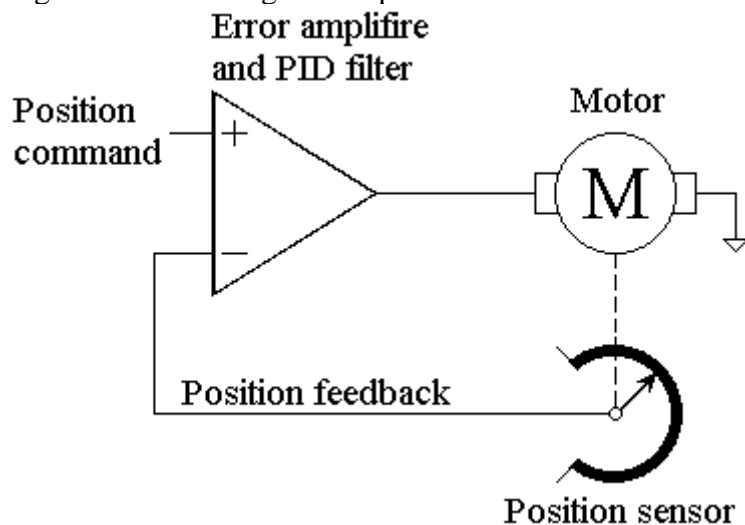 Error amplifire
and PID filter
Position
command
+
−
Motor
M
Position feedback
Position sensor